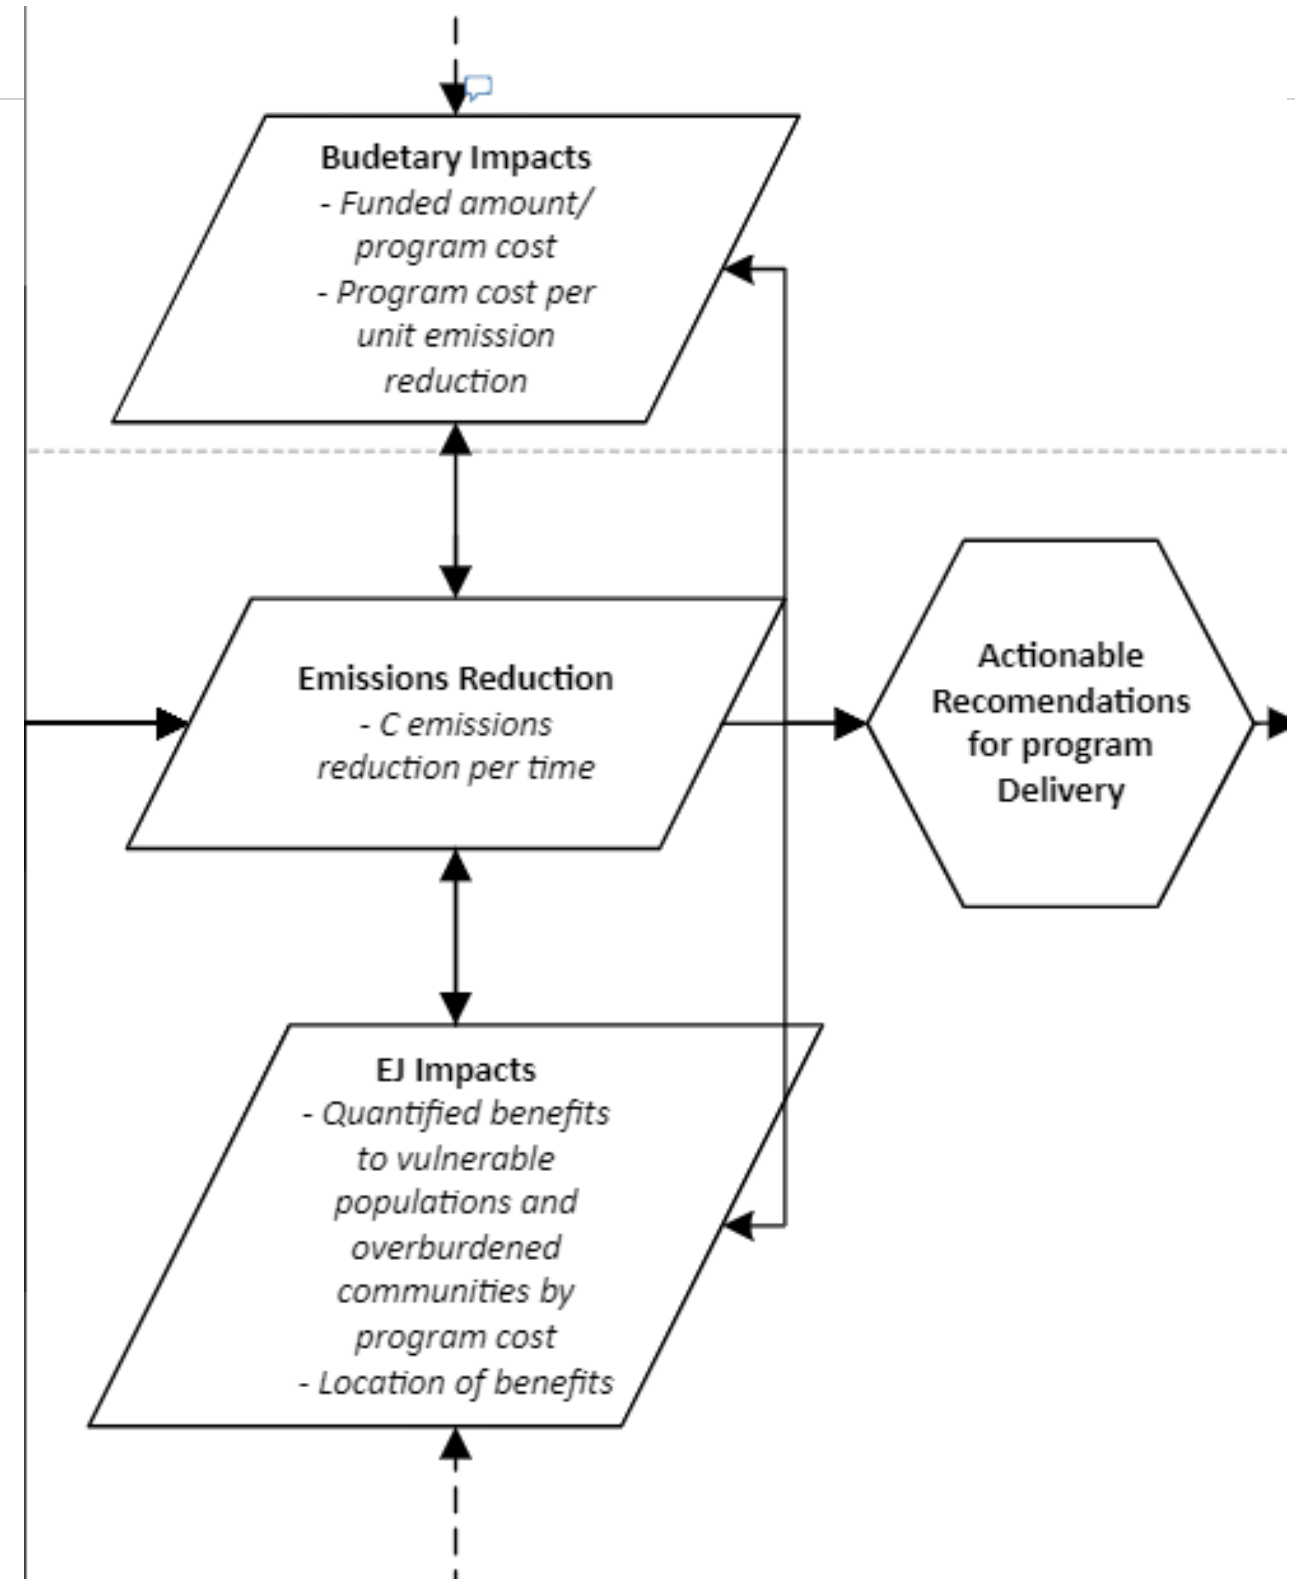 Budetary Impacts
- Funded amount/
program cost
- Program cost per
unit emission
reduction
Emissions Reduction
- C emissions
reduction per time
Actionable
Recomendations
for program
Delivery
EJ Impacts
- Quantified benefits
to vulnerable
populations and
overburdened
communities by
program cost
- Location of benefits